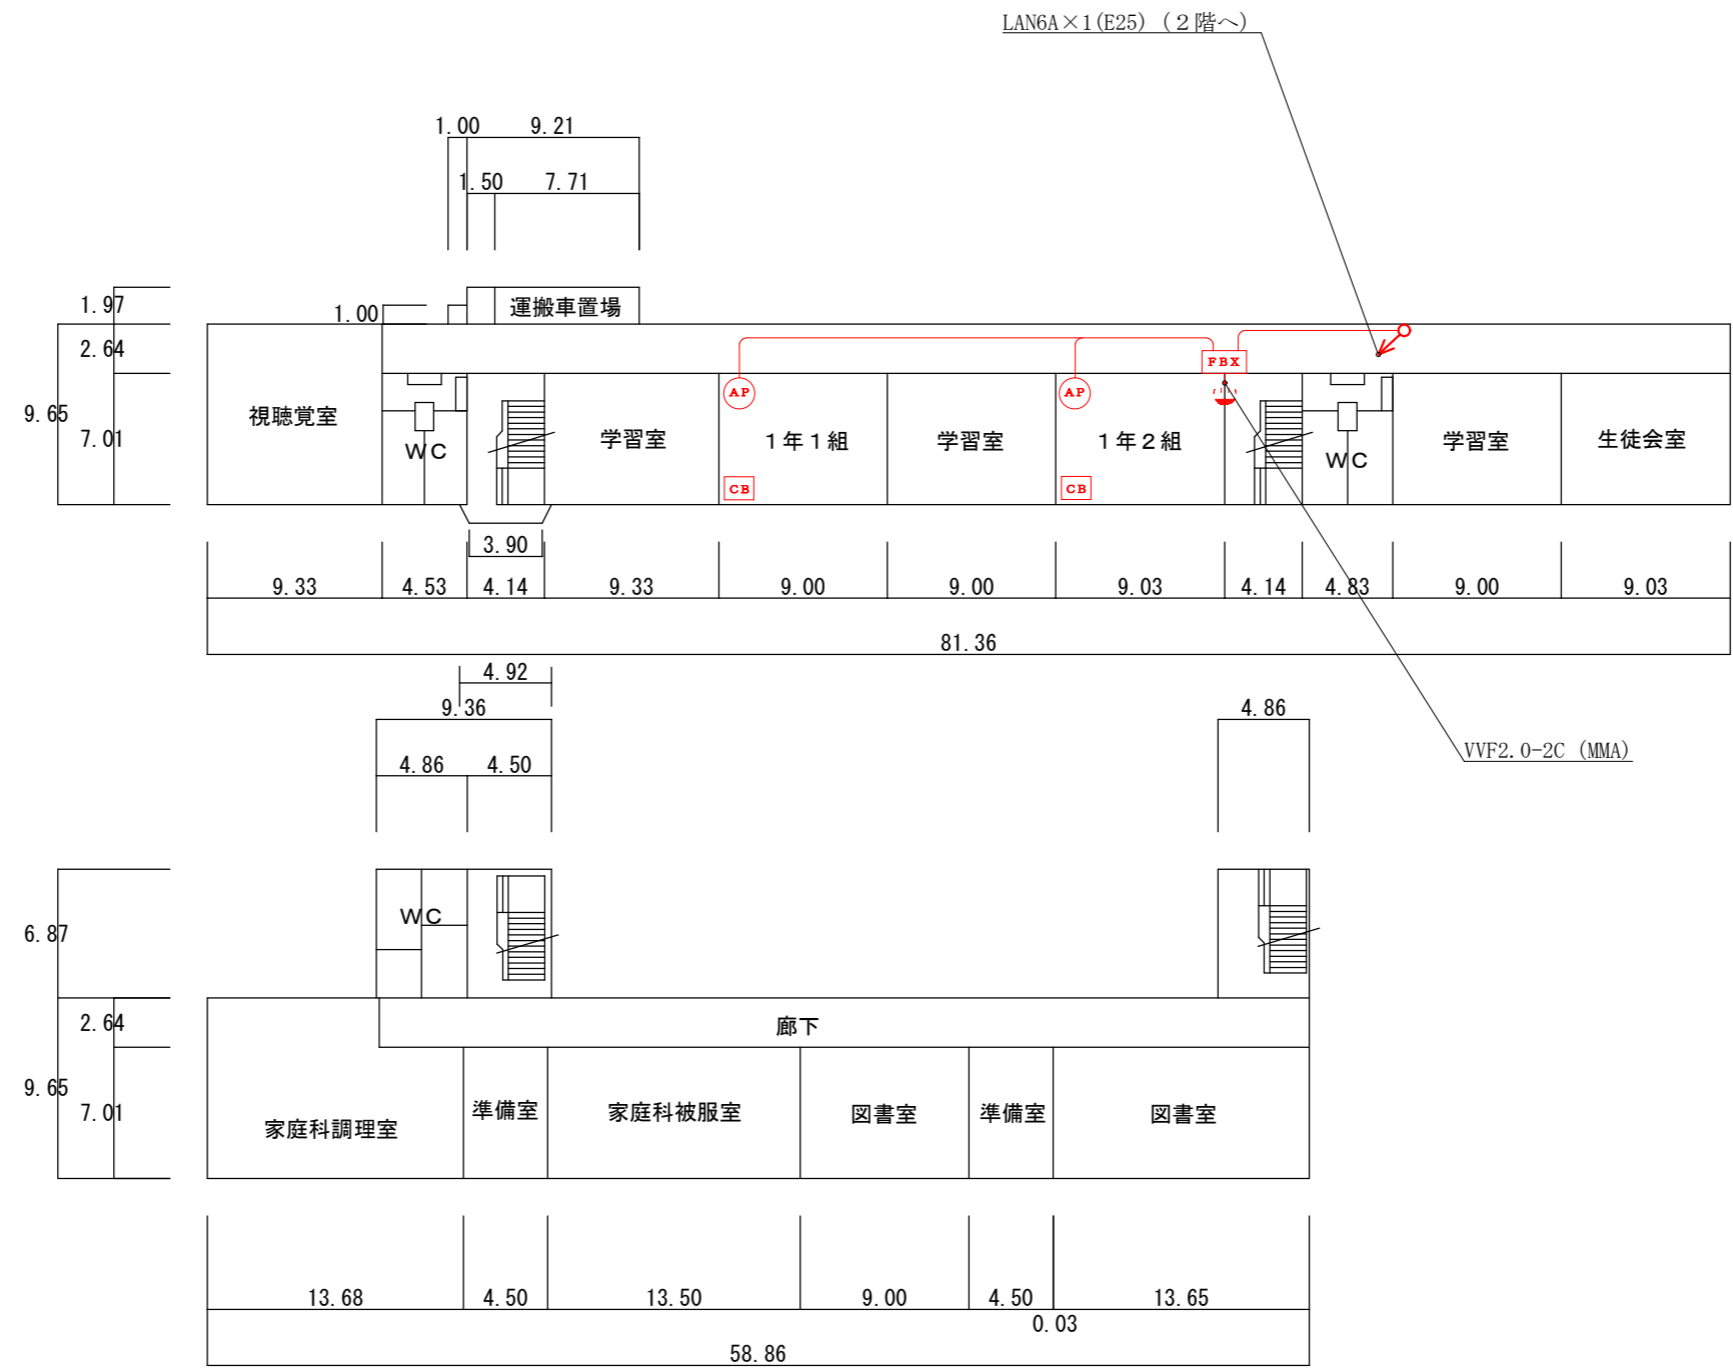 LAN6A×1(E25) (２階へ)
1.00 9.21
1.50 7.71
1.97
1.00
運搬車置場
2.64
FBX
9.65
7.01
視聴覚室
WC
学習室
AP
１年１組
学習室
AP
１年２組
WC
学習室
生徒会室
CB
CB
3.90
9.33 4.53 4.14 9.33 9.00 9.00 9.03 4.14 4.83 9.00 9.03
81.36
4.92
9.36
4.86
4.86 4.50
VVF2.0-2C (MMA)
WC
6.87
2.64
廊下
9.65
7.01
家庭科調理室
準備室
家庭科被服室
図書室
準備室
図書室
13.68 4.50 13.50 9.00 4.50 13.65
0.03
58.86